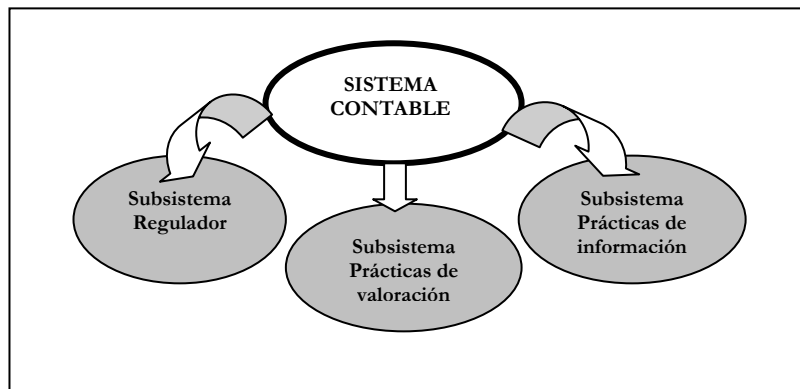 SISTEMA
CONTABLE
Subsistema
Regulador
Subsistema
Prácticas de
valoración
Subsistema
Prácticas de
información